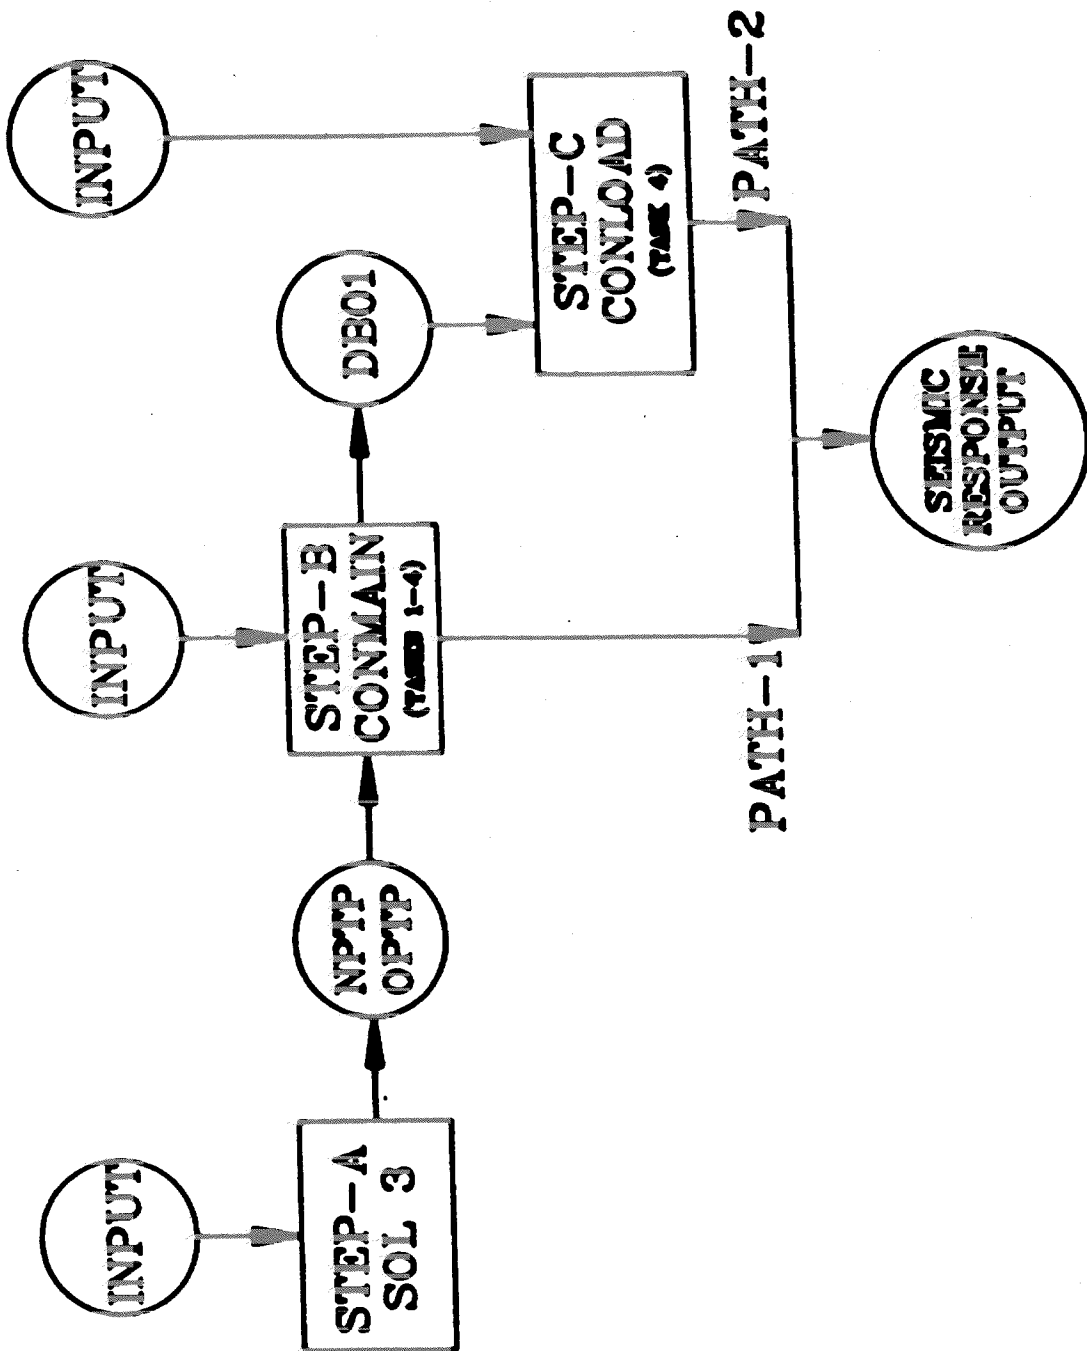 INPUT
INPUT
INPUT
STEP-A
SOL 3
NPTP
OPTP
STEP-B
CONMAIN
(TASKS 1-4)
DB01
STEP-C
CONLOAD
(TASK 4)
PATH-1
PATH-2
SEISMIC
RESPONSE
OUTPUT